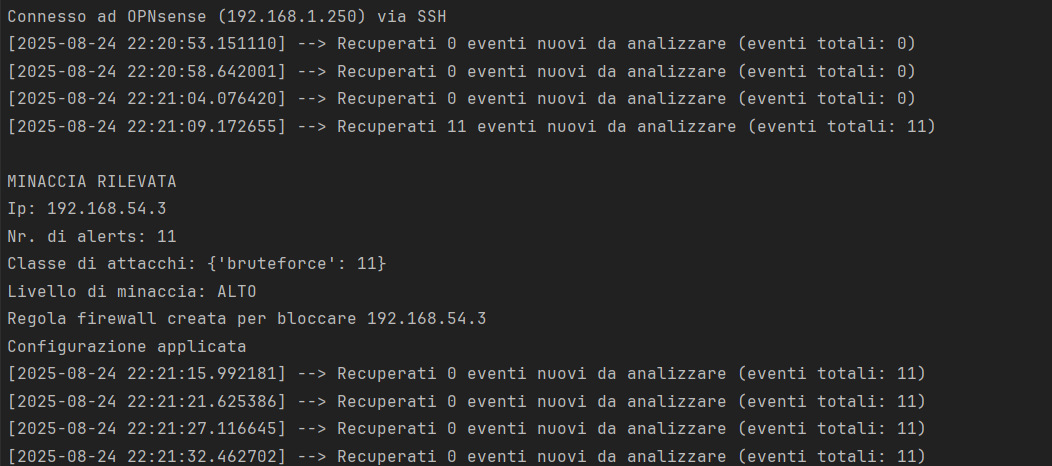 Connesso ad OPNsense (192.168.1.250) via SSH
[2025-08-24 22:20:53.151110] --> Recuperati 0 eventi nuovi da analizzare (eventi totali: 0)
[2025-08-24 22:20:58.642001] --> Recuperati 0 eventi nuovi da analizzare (eventi totali: 0)
[2025-08-24 22:21:04.076420] --> Recuperati 0 eventi nuovi da analizzare (eventi totali: 0)
[2025-08-24 22:21:09.172655] --> Recuperati 11 eventi nuovi da analizzare (eventi totali: 11)
MINACCIA RILEVATA
Ip: 192.168.54.3
Nr. di alerts: 11
Classe di attacchi: {'bruteforce': 11}
Livello di minaccia: ALTO
Regola firewall creata per bloccare 192.168.54.3
Configurazione applicata
[2025-08-24 22:21:15.992181] --> Recuperati 0 eventi nuovi da analizzare (eventi totali: 11)
[2025-08-24 22:21:21.625386] --> Recuperati 0 eventi nuovi da analizzare (eventi totali: 11)
[2025-08-24 22:21:27.116645] --> Recuperati 0 eventi nuovi da analizzare (eventi totali: 11)
[2025-08-24 22:21:32.462702] --> Recuperati 0 eventi nuovi da analizzare (eventi totali: 11)